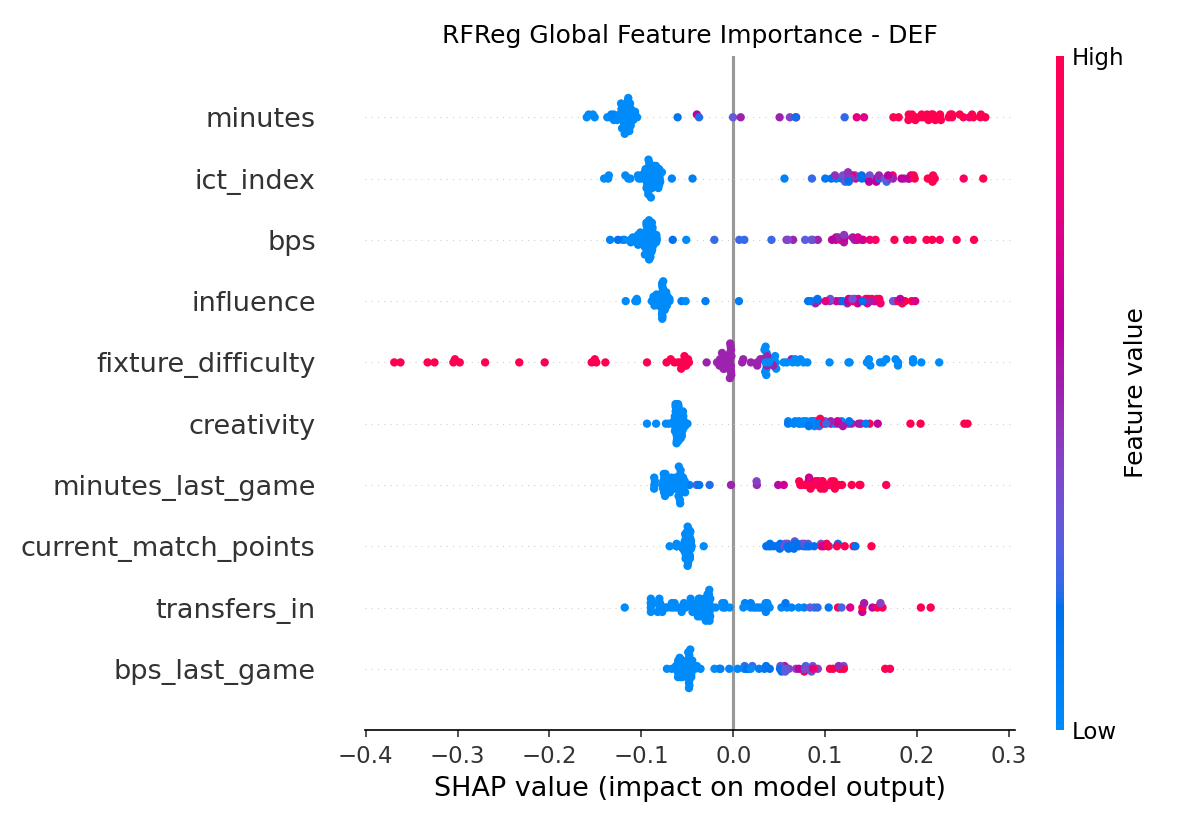 RFReg Global Feature Importance - DEF
High
minutes
ict_index
bps
influence
fixture_difficulty
creativity
minutes_last_game
current_match_points
transfers_in
bps_last_game
Feature value
Low
−0.4 −0.3 −0.2 −0.1 0.0 0.1 0.2 0.3
SHAP value (impact on model output)